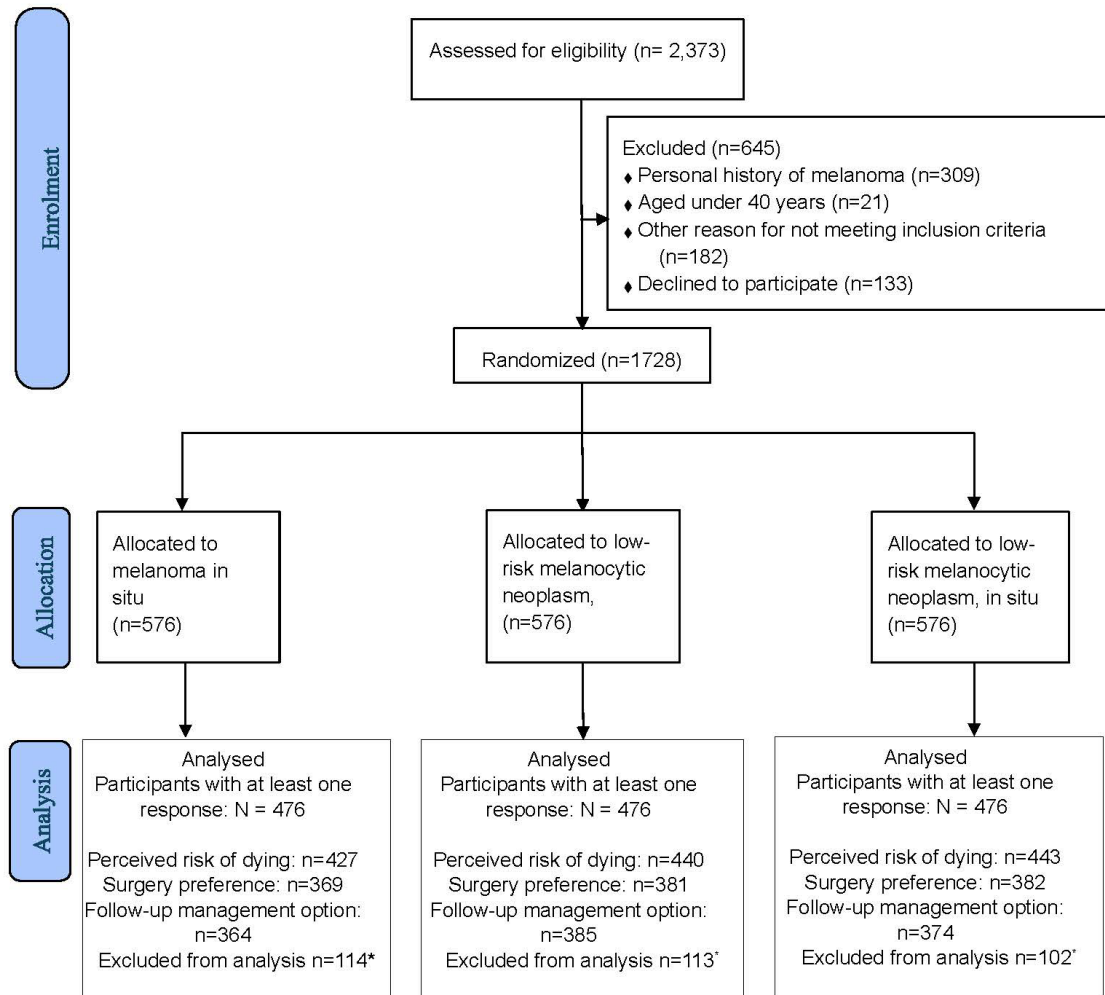 Enrolment
Assessed for eligibility (n= 2,373)
Excluded (n=645)
♦ Personal history of melanoma (n=309)
♦ Aged under 40 years (n=21)
♦ Other reason for not meeting inclusion criteria
(n=182)
♦ Declined to participate (n=133)
Randomized (n=1728)
Allocation
Allocated to
melanoma in
situ
(n=576)
Allocated to low-
risk melanocytic
neoplasm,
(n=576)
Allocated to low-
risk melanocytic
neoplasm, in situ
(n=576)
Analysis
Analysed
Participants with at least one
response: N = 476
Perceived risk of dying: n=427
Surgery preference: n=369
Follow-up management option:
n=364
Excluded from analysis n=114*
Analysed
Participants with at least one
response: N = 476
Perceived risk of dying: n=440
Surgery preference: n=381
Follow-up management option:
n=385
Excluded from analysis n=113*
Analysed
Participants with at least one
response: N = 476
Perceived risk of dying: n=443
Surgery preference: n=382
Follow-up management option:
n=374
Excluded from analysis n=102*